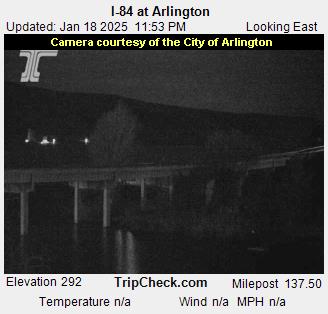 I-84 at Arlington
Updated: Jan 18 2025 11:53 PM Looking East
Camera courtesy of the City of Arlington
Elevation 292 TripCheck.com Milepost 137.50
Temperature n/a Wind n/a MPH n/a